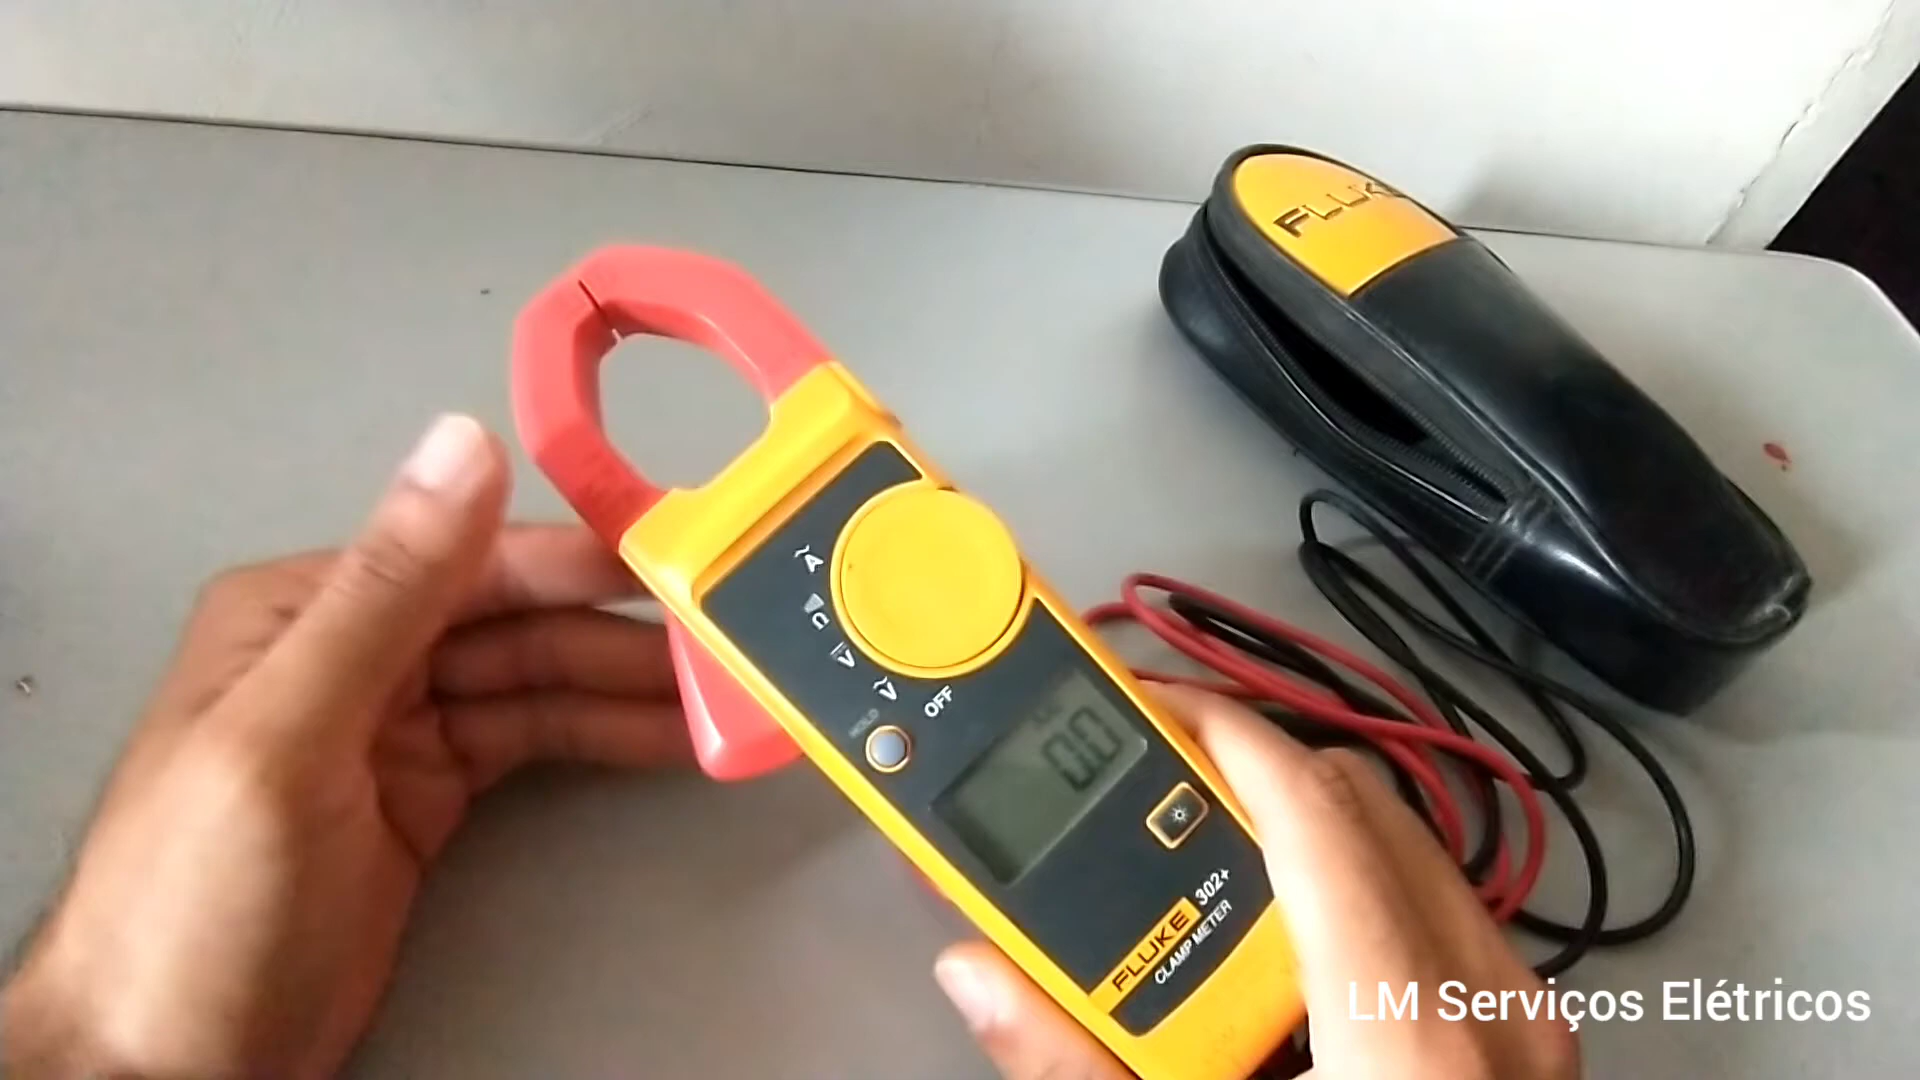 FLUKE
Ã
V
Ṽ
OFF
HOLD
0.0
FLUKE 302+
CLAMP METER
LM Serviços Elétricos